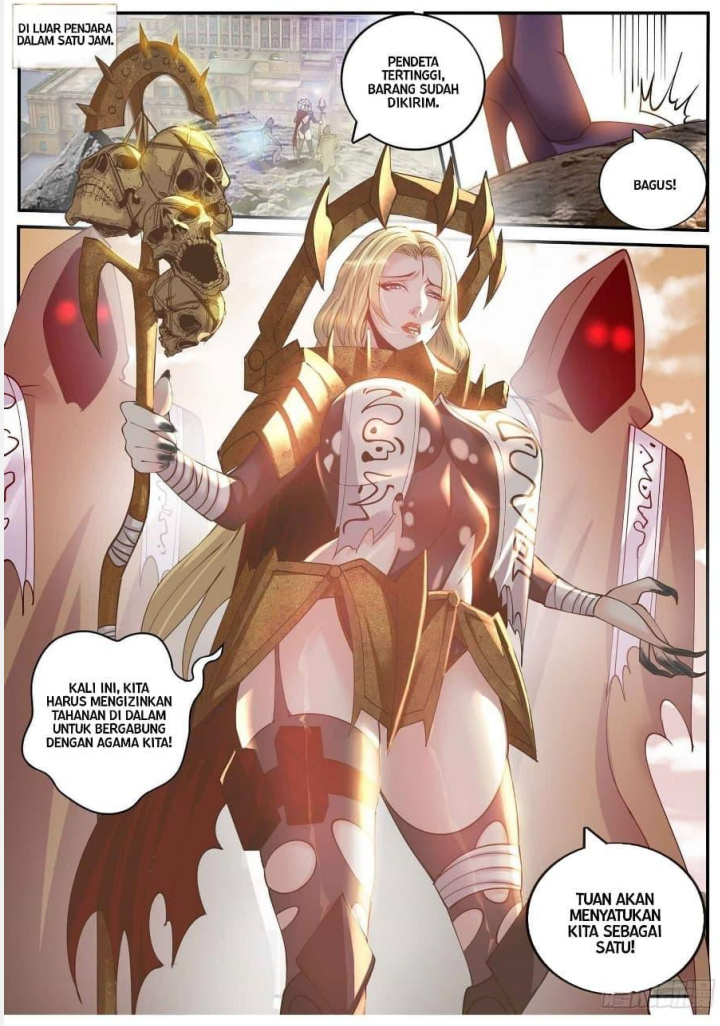 DI LUAR PENJARA
DALAM SATU JAM.
PENDETA
TERTINGGI,
BARANG SUDAH
DIKIRIM.
BAGUS!
KALI INI, KITA
HARUS MENGIZINKAN
TAHANAN DI DALAM
UNTUK BERGABUNG
DENGAN AGAMA KITA!
TUAN AKAN
MENYATUKAN
KITA SEBAGAI
SATU!